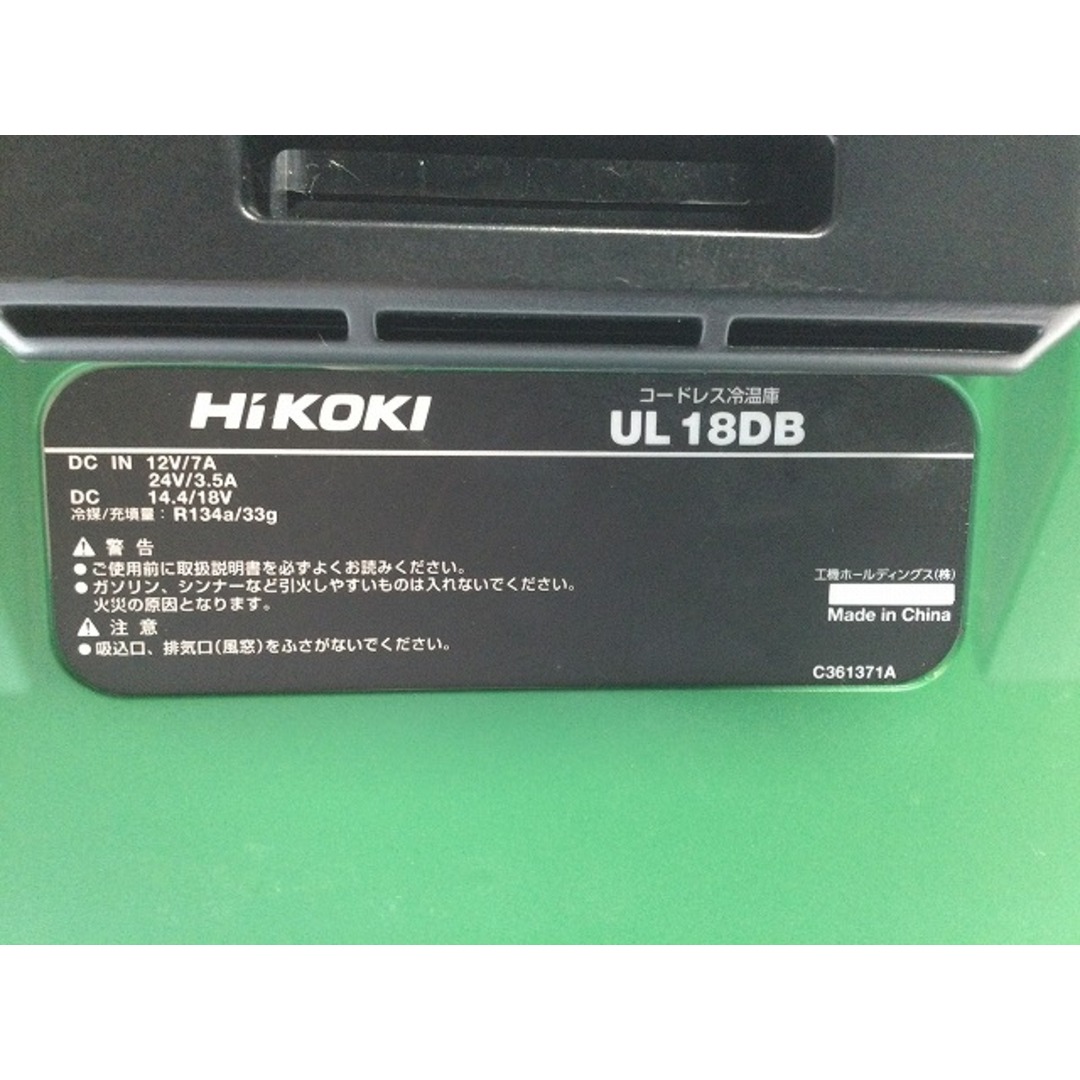 HiKOKI
コードレス冷温庫
UL 18DB
DC IN 12V/7A
24V/3.5A
DC 14.4/18V
冷媒/充填量: R134a/33g
警告
●ご使用前に取扱説明書を必ずよくお読みください。
●ガソリン、シンナーなど引火しやすいものは入れないでください。
火災の原因となります。
注意
●吸込口、排気口(風窓)をふさがないでください。
工機ホールディングス(株)
Made in China
C361371A